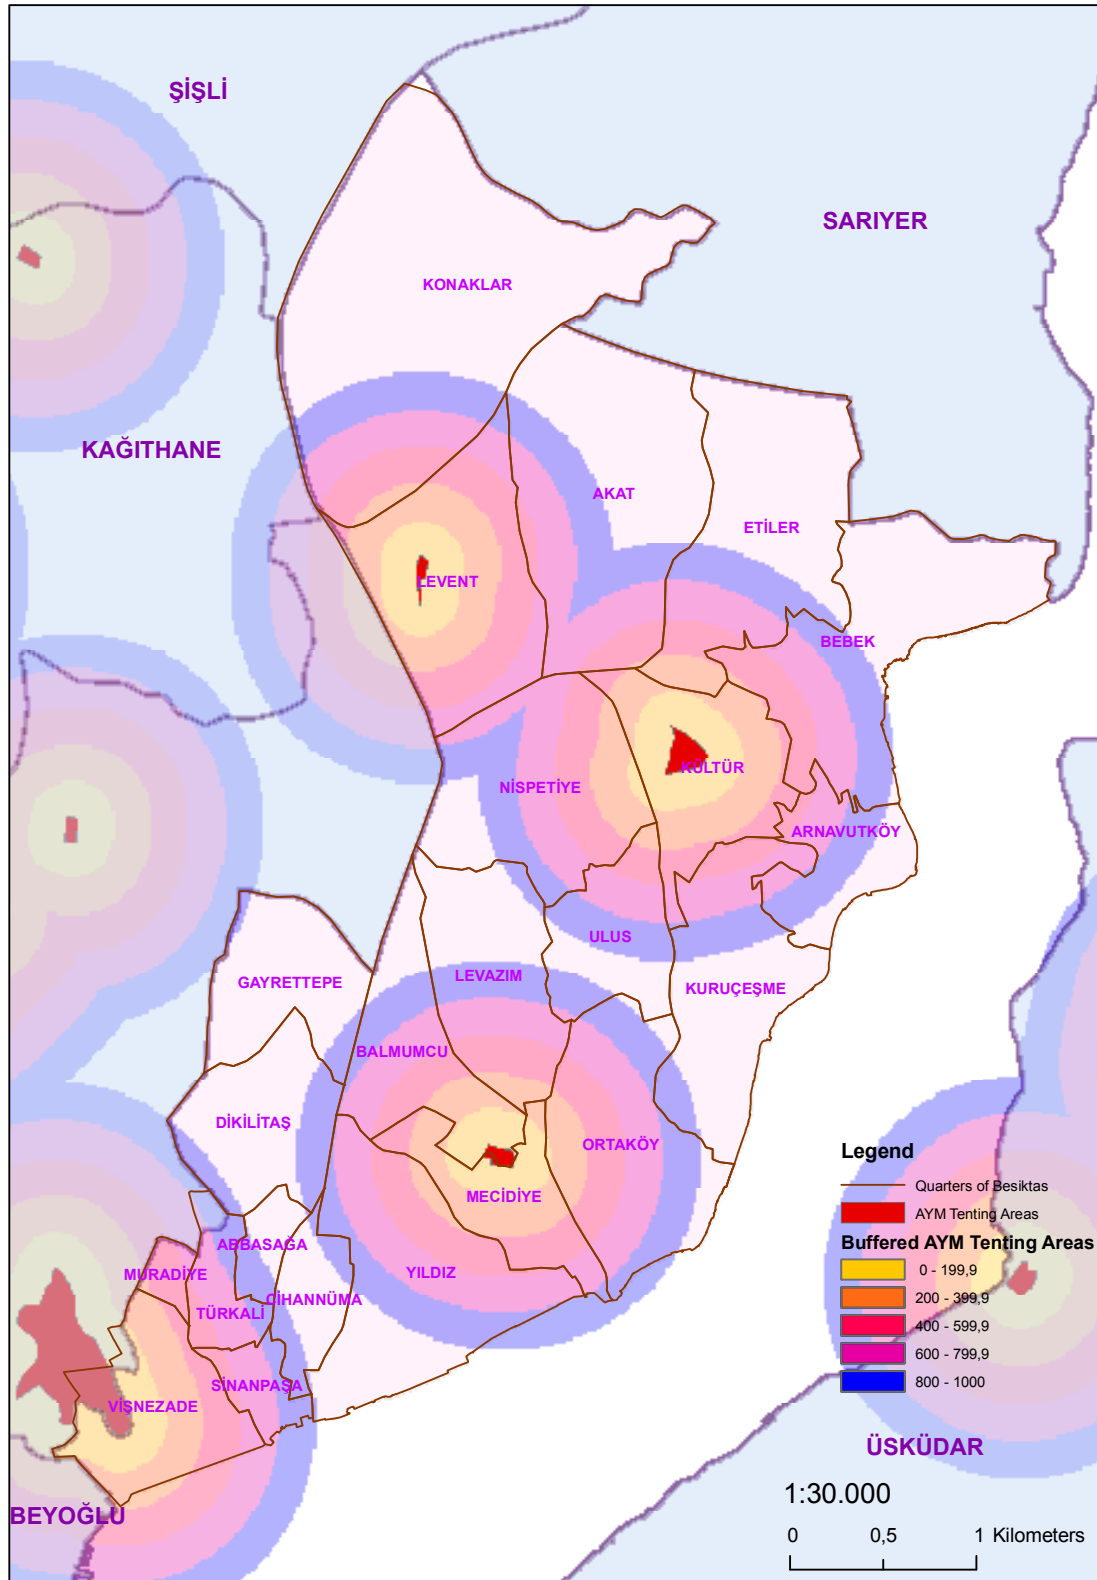 ŞİŞLİ
SARIYER
KONAKLAR
KAĞITHANE
AKAT
ETİLER
LEVENT
BEBEK
KÜLTÜR
NİSPETİYE
ARNAVUTKÖY
ULUS
LEVAZIM
GAYRETTEPE
KURUÇEŞME
BALMUMCU
DİKİLİTAŞ
ORTAKÖY
MECİDİYE
ABBASAĞA
MURADİYE
YILDIZ
CİHANNÜMA
TÜRKALİ
SİNANPAŞA
VİŞNEZADE
BEYOĞLU
Legend
Quarters of Besiktas
AYM Tenting Areas
Buffered AYM Tenting Areas
0 - 199,9
200 - 399,9
400 - 599,9
600 - 799,9
800 - 1000
ÜSKÜDAR
1:30.000
0 0,5 1 Kilometers